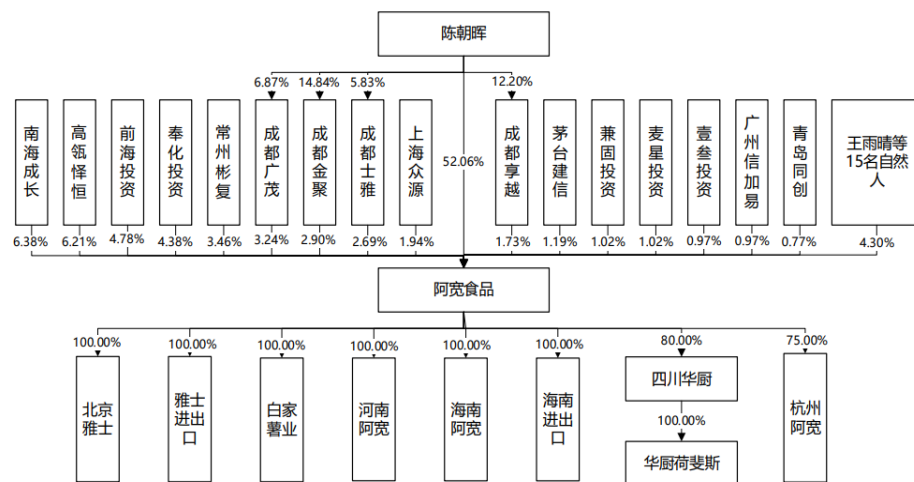 陈朝晖
6.87% 14.84% 5.83% 12.20%
南海成长
高瓴怿恒
前海投资
奉化投资
常州彬复
成都广茂
成都金聚
成都士雅
上海众源
52.06%
成都享越
茅台建信
兼固投资
麦星投资
壹叁投资
广州信加易
青岛同创
王雨晴等
15名自然
人
6.38% 6.21% 4.78% 4.38% 3.46% 3.24% 2.90% 2.69% 1.94% 1.73% 1.19% 1.02% 1.02% 0.97% 0.97% 0.77% 4.30%
阿宽食品
100.00% 100.00% 100.00% 100.00% 100.00% 100.00% 80.00% 75.00%
北京
雅士
雅士
进出
口
白家
薯业
河南
阿宽
海南
阿宽
海南
进出
口
四川华厨
100.00%
华厨荷斐斯
杭州
阿宽